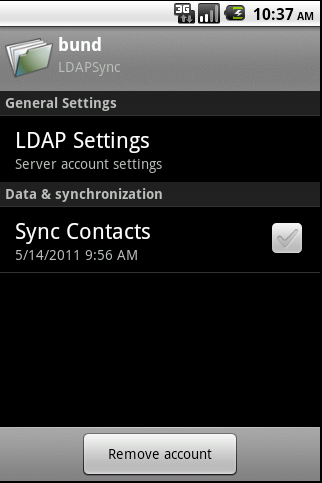 3G
10:37 AM
bund
LDAPSync
General Settings
LDAP Settings
Server account settings
Data & synchronization
Sync Contacts
5/14/2011 9:56 AM
Remove account